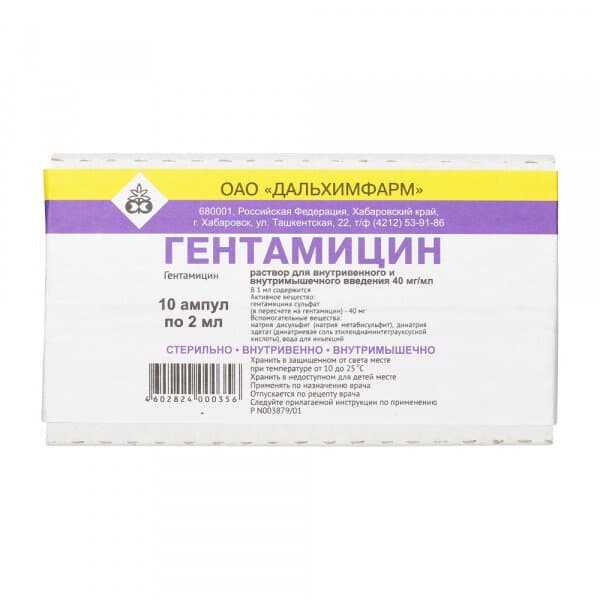 ОАО «ДАЛЬХИМФАРМ»
680001, Российская Федерация, Хабаровский край,
г. Хабаровск, ул. Ташкентская, 22, т/ф (4212) 53-91-86
ГЕНТАМИЦИН
Гентамицин
раствор для внутривенного и
внутримышечного введения 40 мг/мл
В 1 мл содержится
Активное вещество:
гентамицина сульфат
(в пересчете на гентамицин) - 40 мг
Вспомогательные вещества:
натрия дисульфит (натрия метабисульфит), динатрия
эдетат (динатриевая соль этилендиаминтетрауксусной
кислоты), вода для инъекций
10 ампул
по 2 мл
СТЕРИЛЬНО • ВНУТРИВЕННО • ВНУТРИМЫШЕЧНО
Хранить в защищенном от света месте
при температуре от 10 до 25°С
Хранить в недоступном для детей месте
Применять по назначению врача
Отпускается по рецепту врача
Следуйте прилагаемой инструкции по применению
Р N003879/01
4602824000356